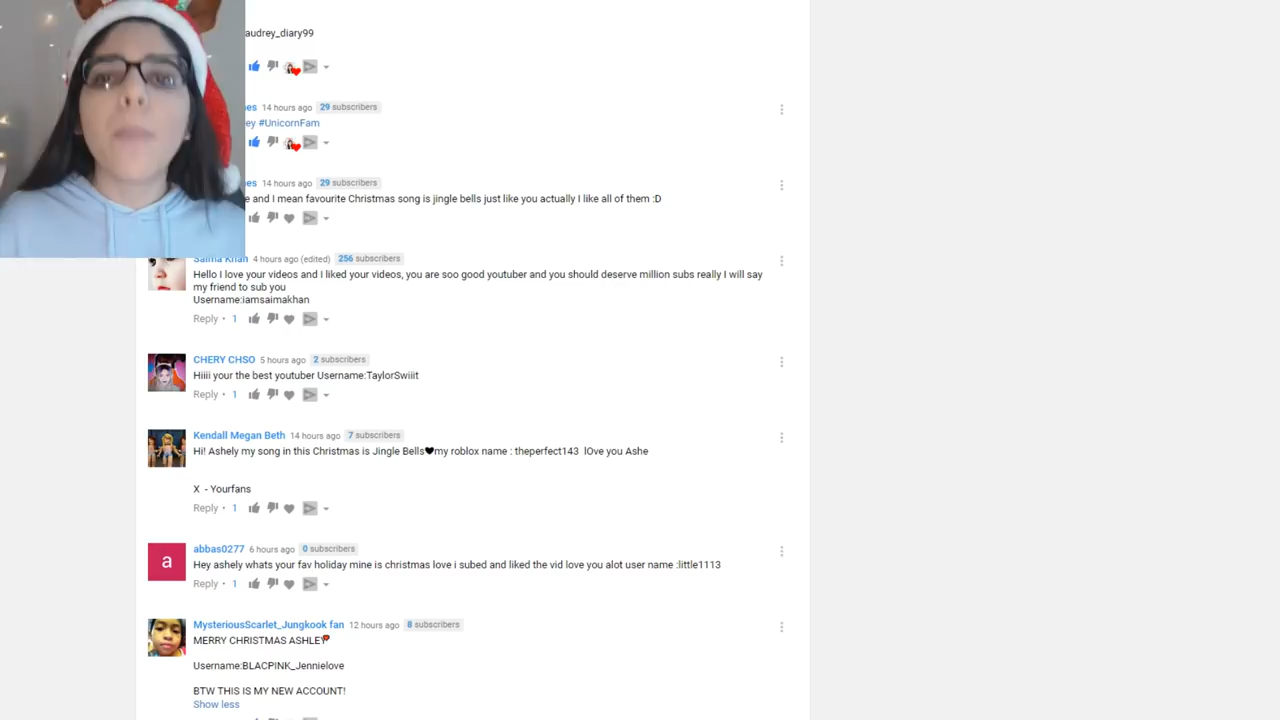 audrey_diary99
es 14 hours ago 29 subscribers
ey #UnicornFam
es 14 hours ago 29 subscribers
e and I mean favourite Christmas song is jingle bells just like you actually I like all of them :D
Saima Khan 4 hours ago (edited) 256 subscribers
Hello I love your videos and I liked your videos, you are soo good youtuber and you should deserve million subs really I will say
my friend to sub you
Username:iamsaimakhan
Reply • 1
CHERY CHSO 5 hours ago 2 subscribers
Hiiii your the best youtuber Username:TaylorSwiiit
Reply • 1
Kendall Megan Beth 14 hours ago 7 subscribers
Hi! Ashely my song in this Christmas is Jingle Bells🖤my roblox name : theperfect143 lOve you Ashe
X - Yourfans
Reply • 1
a
abbas0277 6 hours ago 0 subscribers
Hey ashely whats your fav holiday mine is christmas love i subed and liked the vid love you alot user name :little1113
Reply • 1
MysteriousScarlet_Jungkook fan 12 hours ago 8 subscribers
MERRY CHRISTMAS ASHLEY
Username:BLACPINK_Jennielove
BTW THIS IS MY NEW ACCOUNT!
Show less